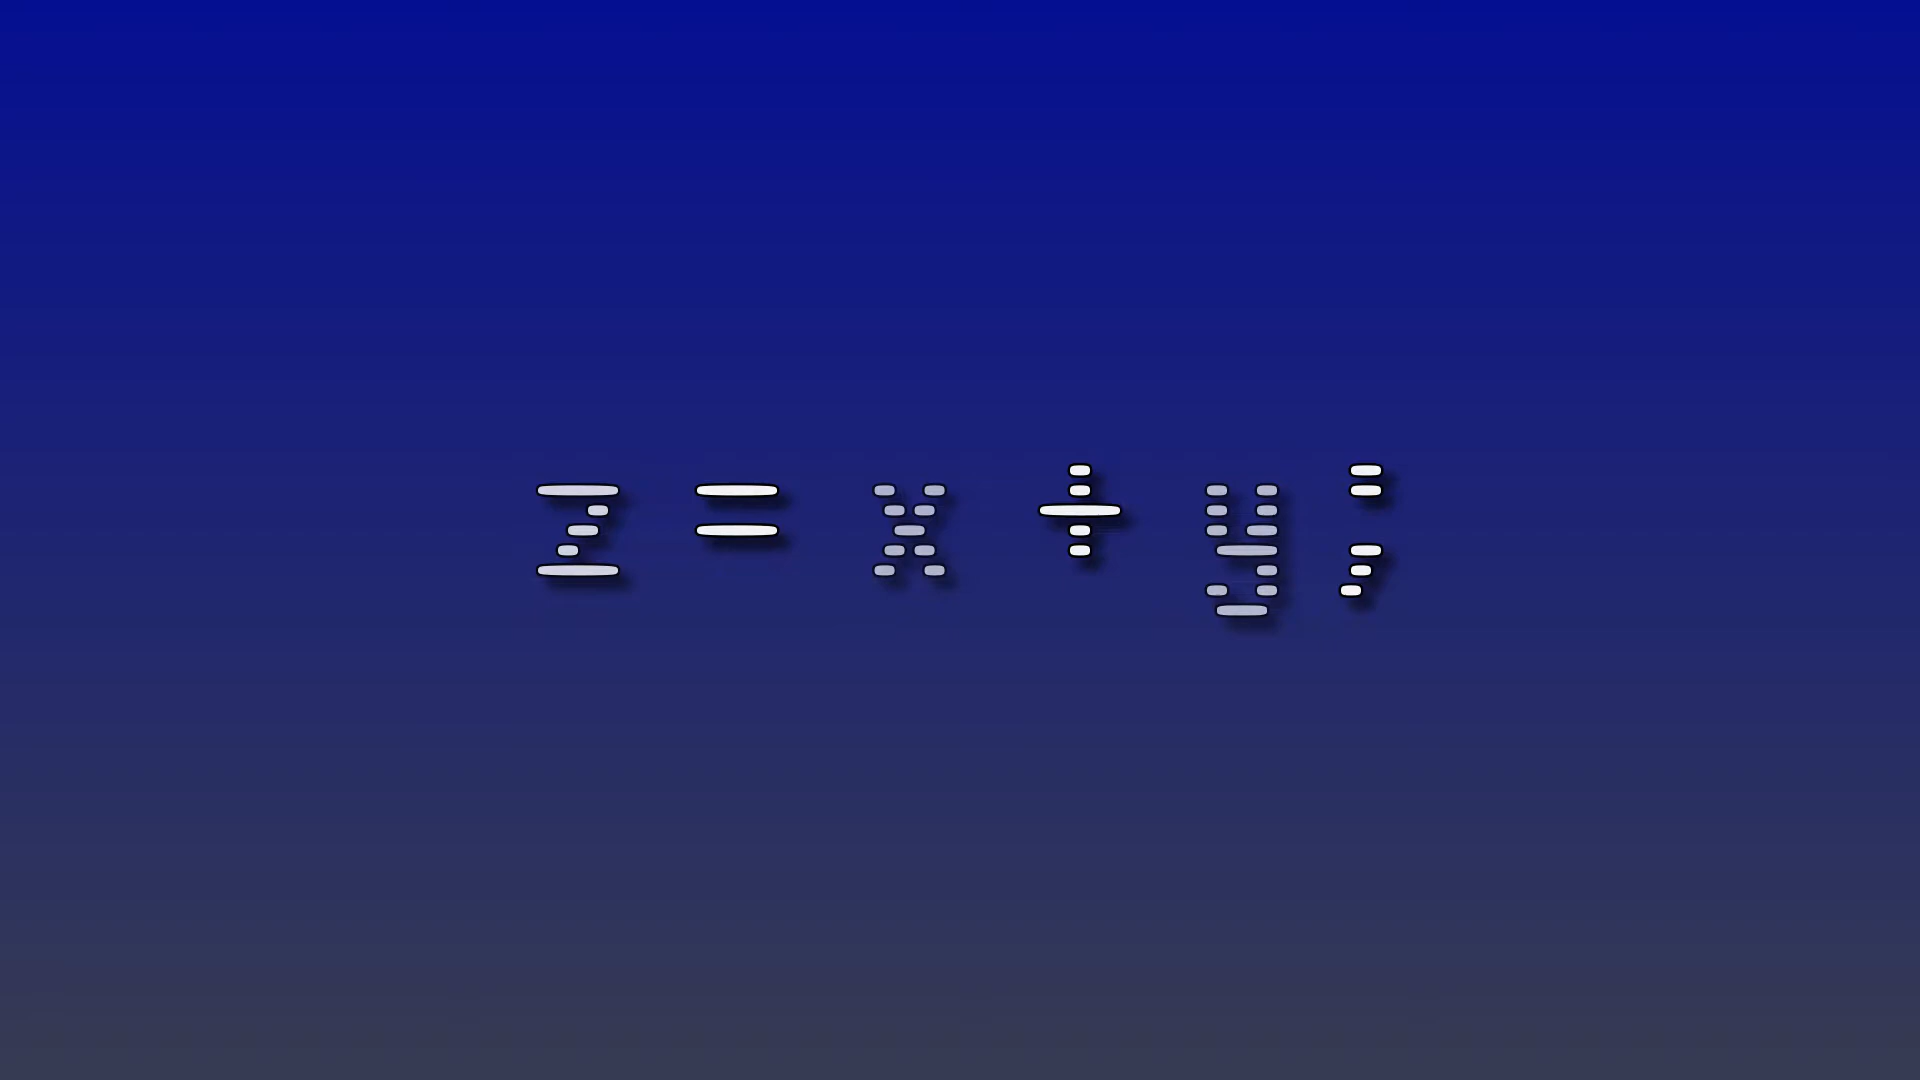 z = x + y ;